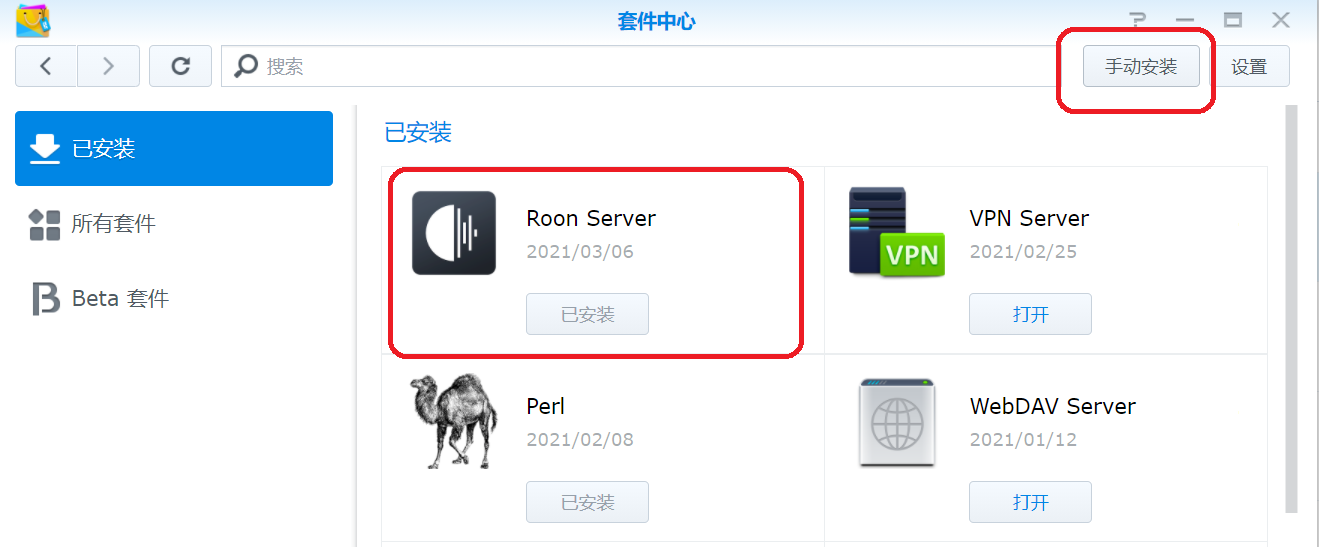 套件中心
搜索
手动安装
设置
已安装
所有套件
Beta 套件
已安装
Roon Server
2021/03/06
已安装
VPN
VPN Server
2021/02/25
打开
Perl
2021/02/08
已安装
WebDAV Server
2021/01/12
打开